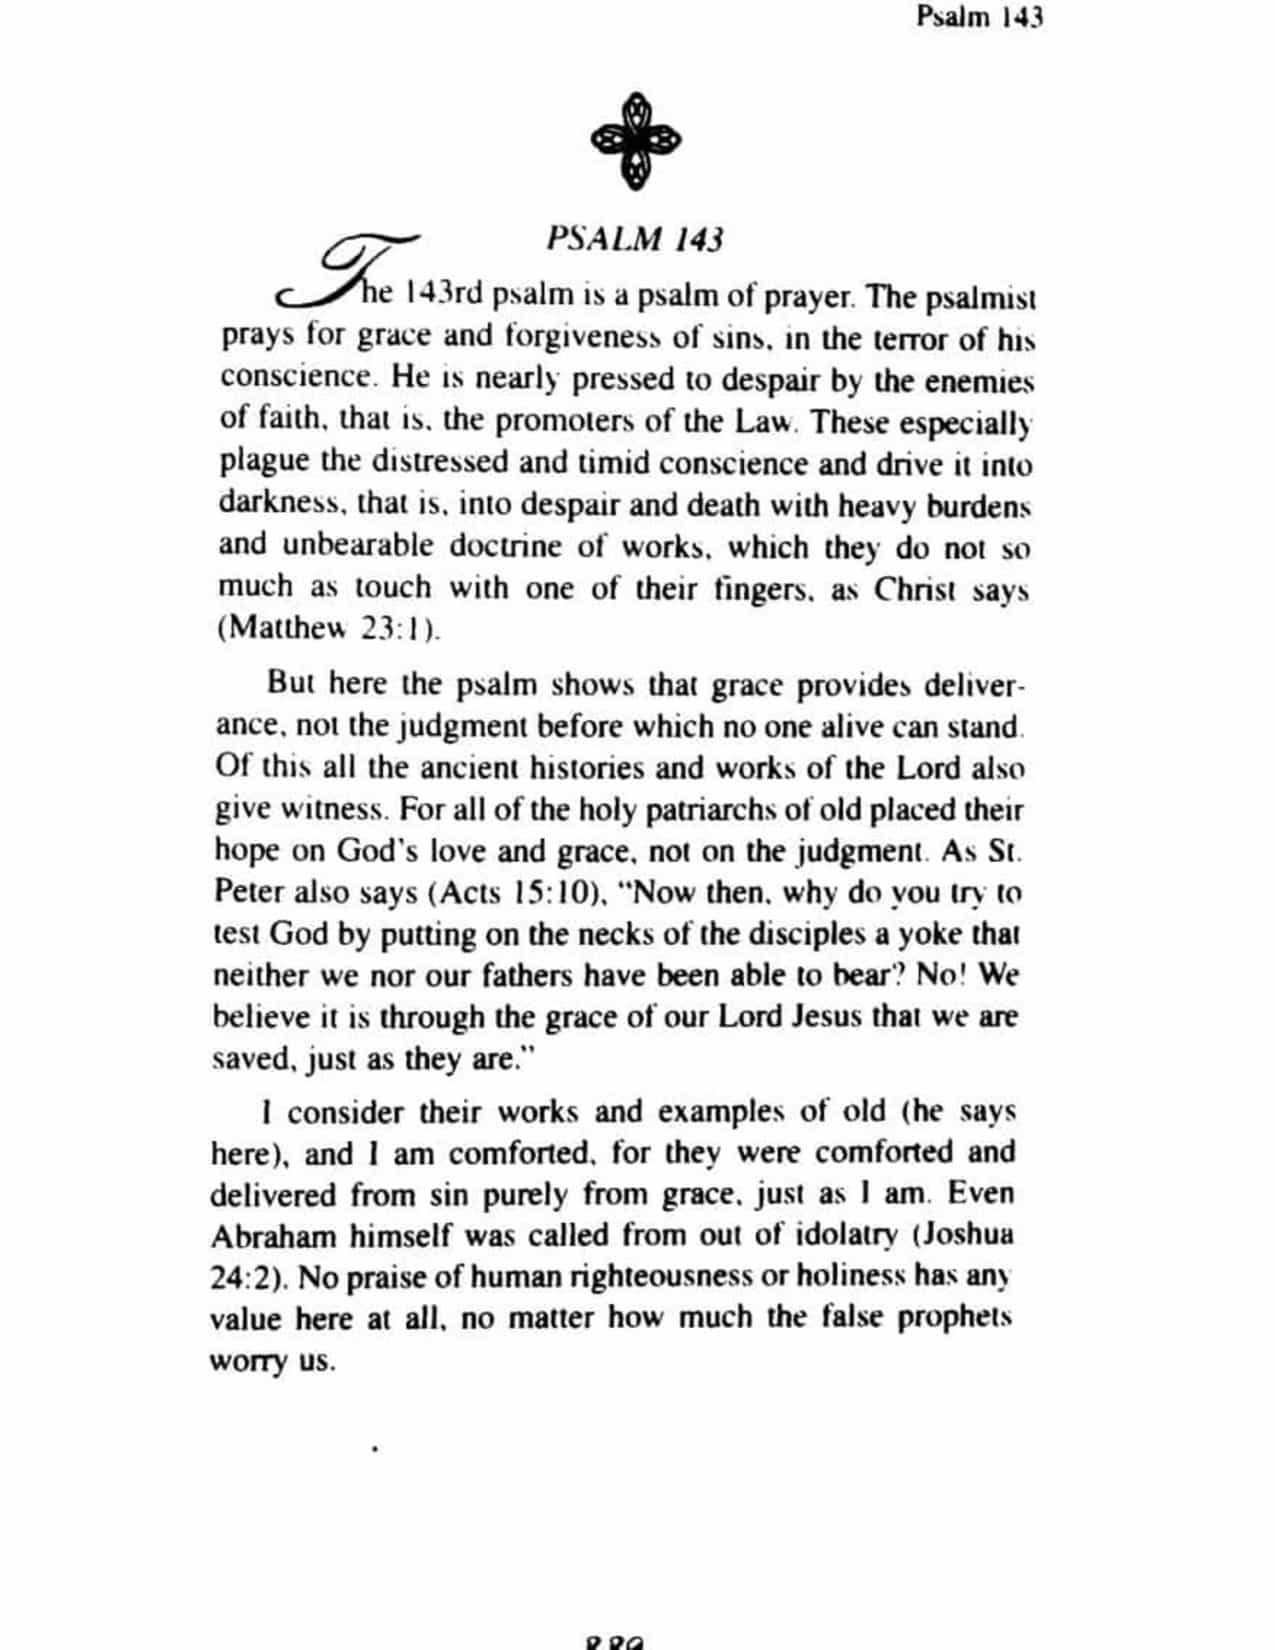 Psalm 143
PSALM 143
The 143rd psalm is a psalm of prayer. The psalmist
prays for grace and forgiveness of sins, in the terror of his
conscience. He is nearly pressed to despair by the enemies
of faith, that is, the promoters of the Law. These especially
plague the distressed and timid conscience and drive it into
darkness, that is, into despair and death with heavy burdens
and unbearable doctrine of works, which they do not so
much as touch with one of their fingers, as Christ says
(Matthew 23:1).
But here the psalm shows that grace provides deliver-
ance, not the judgment before which no one alive can stand.
Of this all the ancient histories and works of the Lord also
give witness. For all of the holy patriarchs of old placed their
hope on God's love and grace, not on the judgment. As St.
Peter also says (Acts 15:10), "Now then, why do you try to
test God by putting on the necks of the disciples a yoke that
neither we nor our fathers have been able to bear? No! We
believe it is through the grace of our Lord Jesus that we are
saved, just as they are."
I consider their works and examples of old (he says
here), and I am comforted, for they were comforted and
delivered from sin purely from grace, just as I am. Even
Abraham himself was called from out of idolatry (Joshua
24:2). No praise of human righteousness or holiness has any
value here at all, no matter how much the false prophets
worry us.